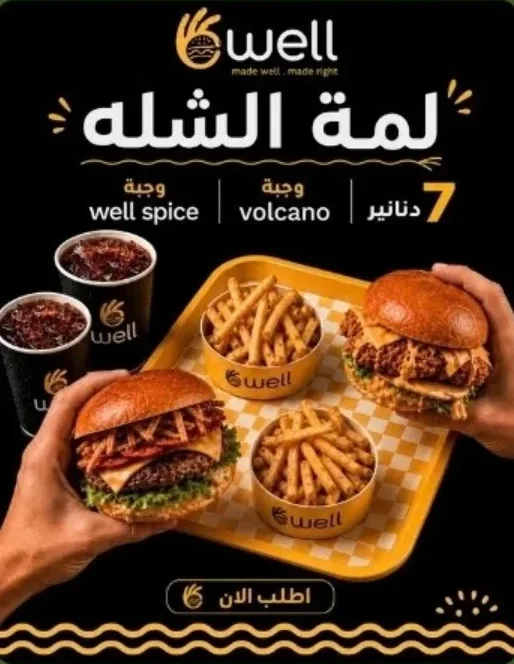 well
made well . made right
لمة الشله
7 دنانير
وجبة
volcano
وجبة
well spice
well
well
well
اطلب الان